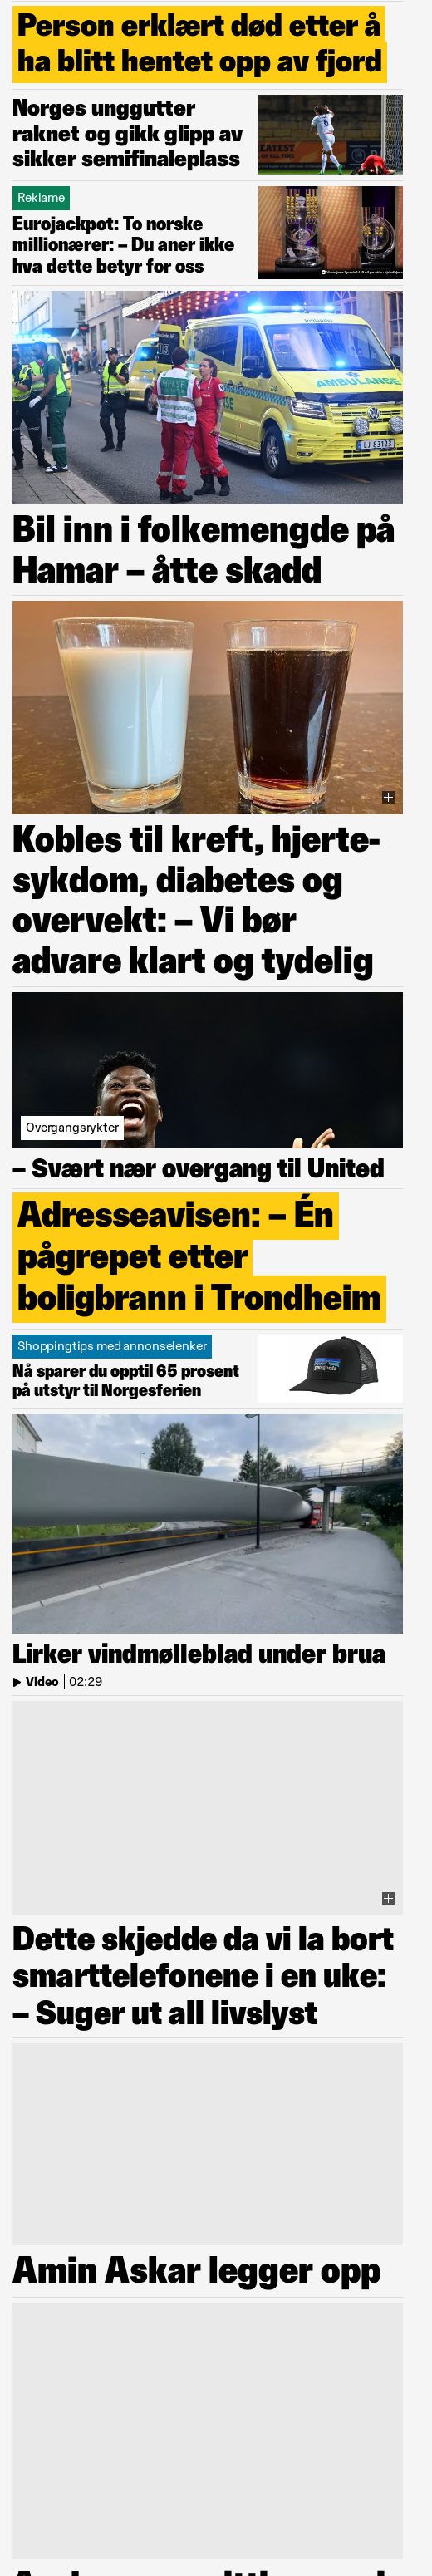 Person erklært død etter å
ha blitt hentet opp av fjord
Norges unggutter
raknet og gikk glipp av
sikker semifinaleplass
Reklame
Eurojackpot: To norske
millionærer: – Du aner ikke
hva dette betyr for oss
AMBULANSE
HELSE
Bil inn i folkemengde på
Hamar – åtte skadd
Kobles til kreft, hjerte-
sykdom, diabetes og
overvekt: – Vi bør
advare klart og tydelig
Overgangsrykter
– Svært nær overgang til United
Adresseavisen: – Én
pågrepet etter
boligbrann i Trondheim
Shoppingtips med annonselenker
Nå sparer du opptil 65 prosent
på utstyr til Norgesferien
patagonia
Lirker vindmølleblad under brua
Video | 02:29
Dette skjedde da vi la bort
smarttelefonene i en uke:
– Suger ut all livslyst
Amin Askar legger opp